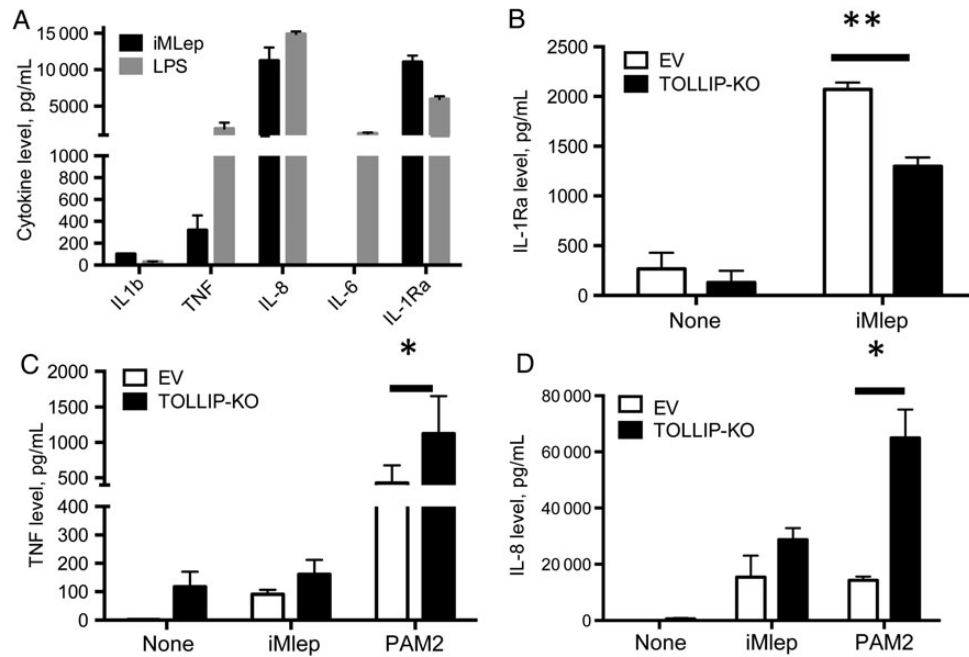 A
Cytokine level, pg/mL
15 000
10 000
5000
1000
800
600
400
200
0
iMLep
LPS
IL1b
TNF
IL-8
IL-6
IL-1Ra
B
IL-1Ra level, pg/mL
2500
2000
1500
1000
500
0
EV
TOLLIP-KO
**
None
iMlep
C
TNF level, pg/mL
2000
1500
1000
500
400
300
200
100
0
EV
TOLLIP-KO
*
None
iMlep
PAM2
D
IL-8 level, pg/mL
80 000
60 000
40 000
20 000
0
EV
TOLLIP-KO
*
None
iMlep
PAM2